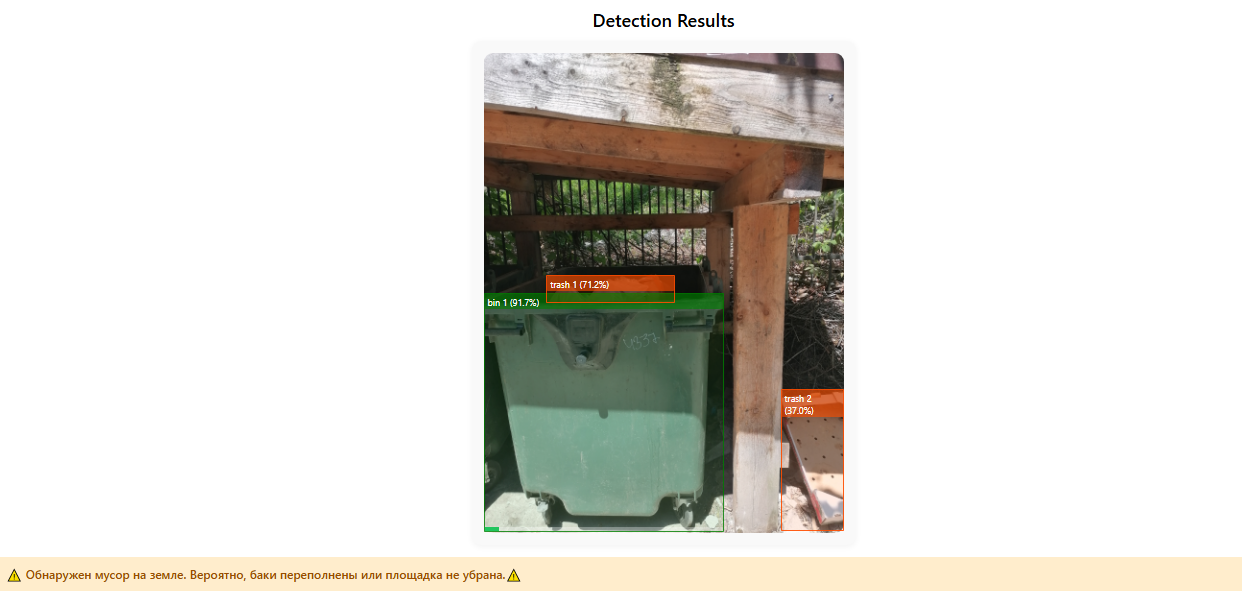 Detection Results
trash 1 (71.2%)
bin 1 (91.7%)
trash 2
(37.0%)
⚠️ Обнаружен мусор на земле. Вероятно, баки переполнены или площадка не убрана.⚠️